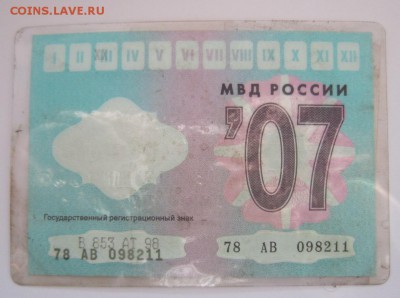 COINS.LAVE.RU
I II III IV V VI VII VIII IX X XI XII
МВД РОССИИ
'07
Государственный регистрационный знак
В 653 АТ 98
78 АВ 098211
78 АВ 098211